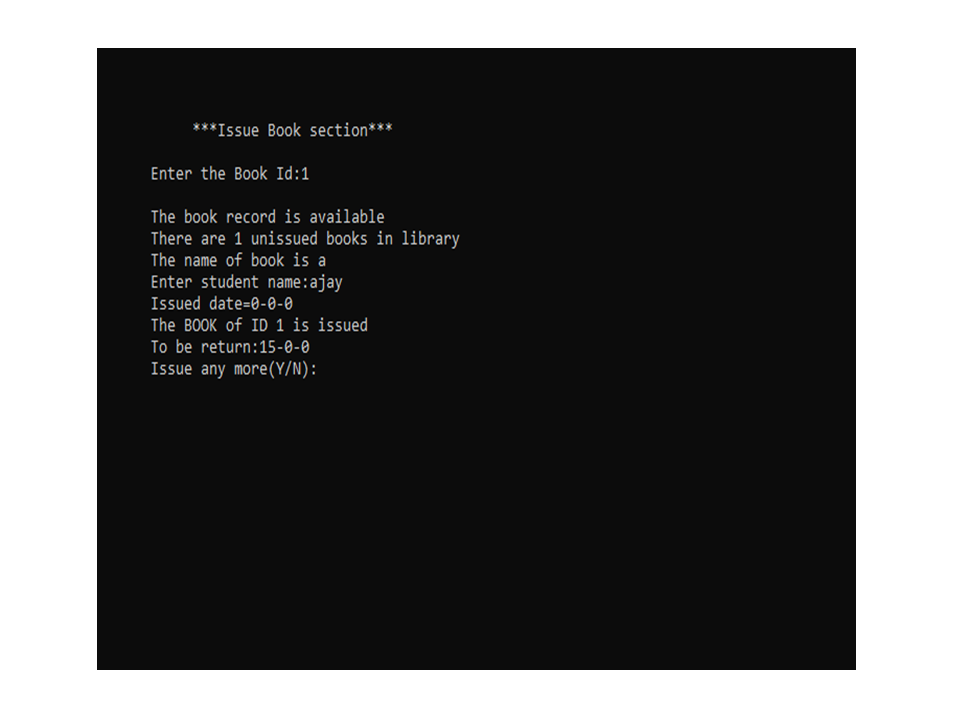 ***Issue Book section***
Enter the Book Id:1
The book record is available
There are 1 unissued books in library
The name of book is a
Enter student name:ajay
Issued date=0-0-0
The BOOK of ID 1 is issued
To be return:15-0-0
Issue any more(Y/N):